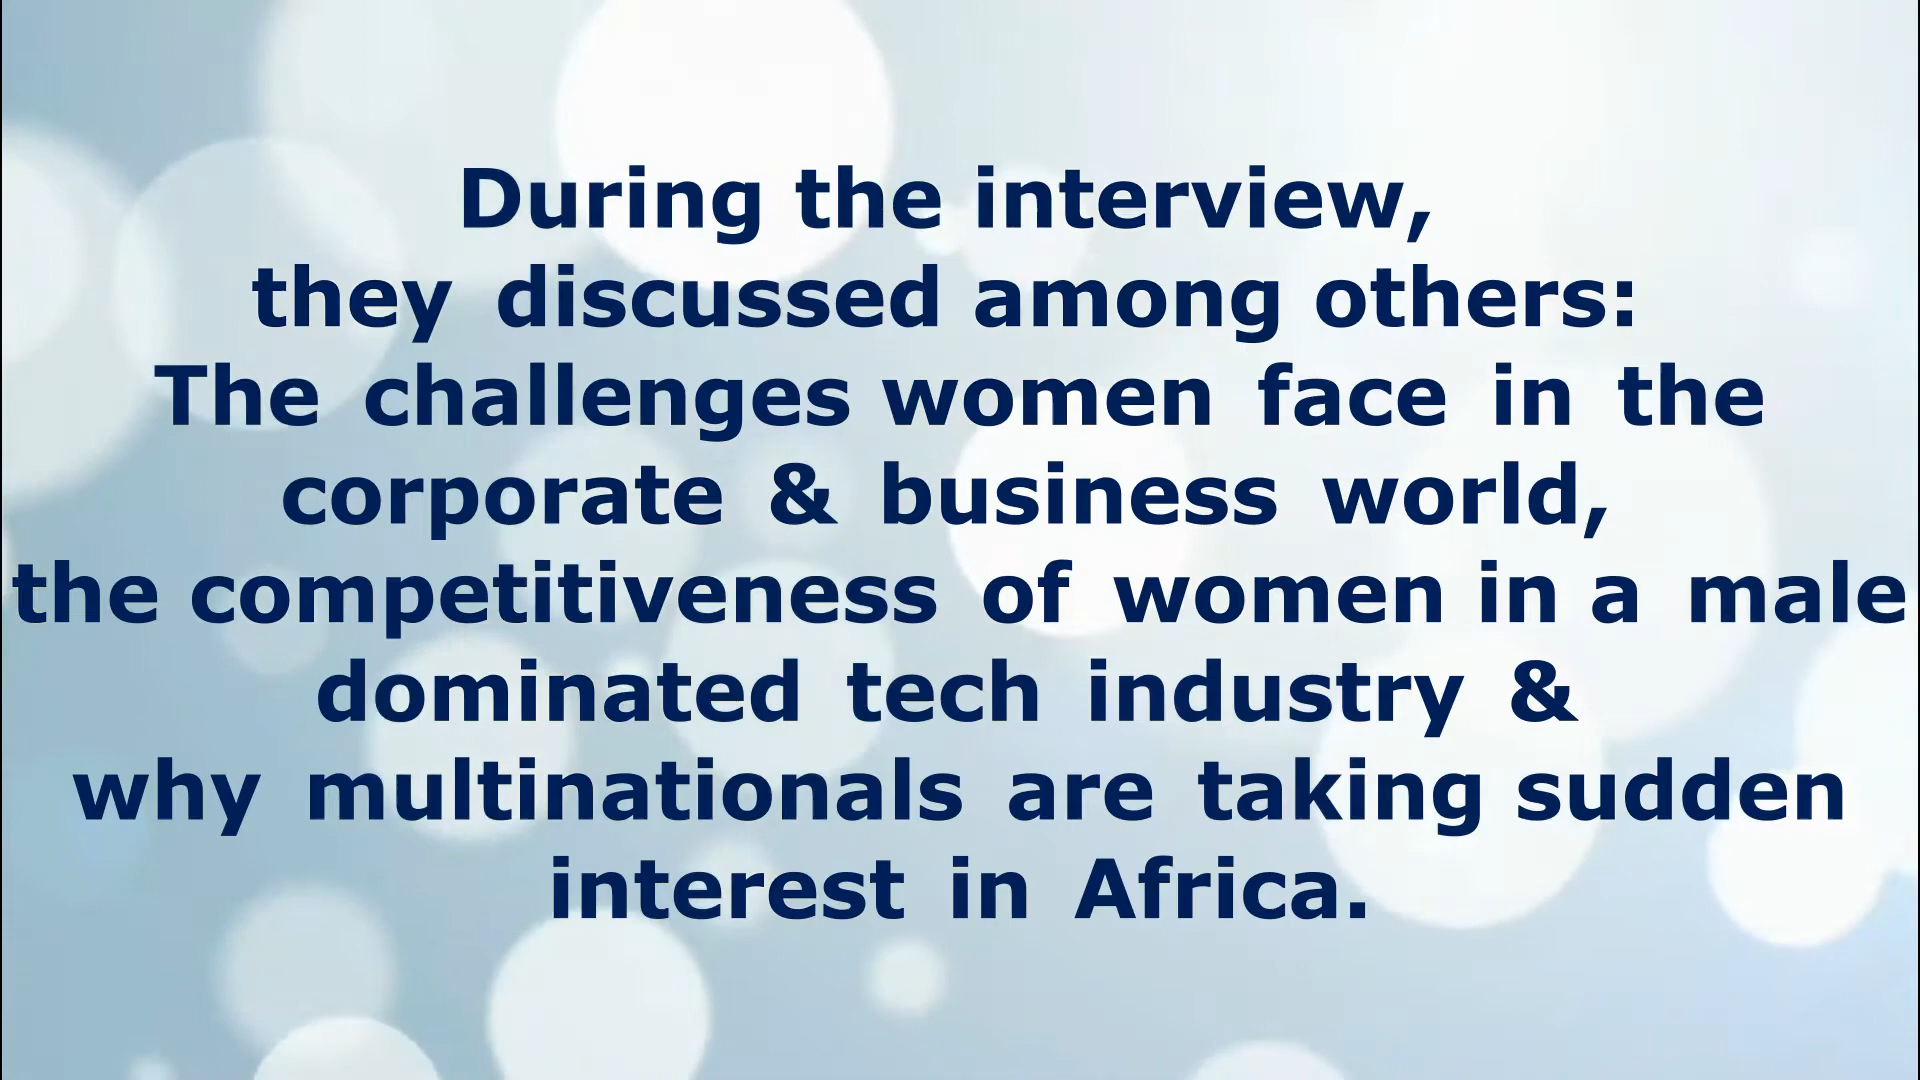 During the interview,
they discussed among others:
The challenges women face in the
corporate & business world,
the competitiveness of women in a male
dominated tech industry &
why multinationals are taking sudden
interest in Africa.